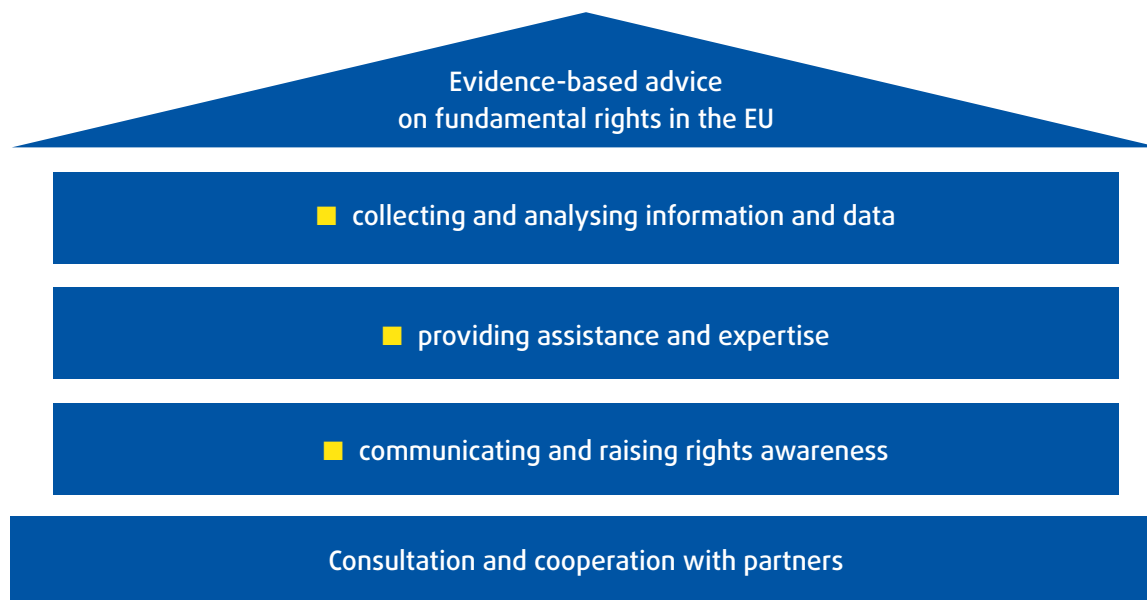 Evidence-based advice
on fundamental rights in the EU
collecting and analysing information and data
providing assistance and expertise
communicating and raising rights awareness
Consultation and cooperation with partners